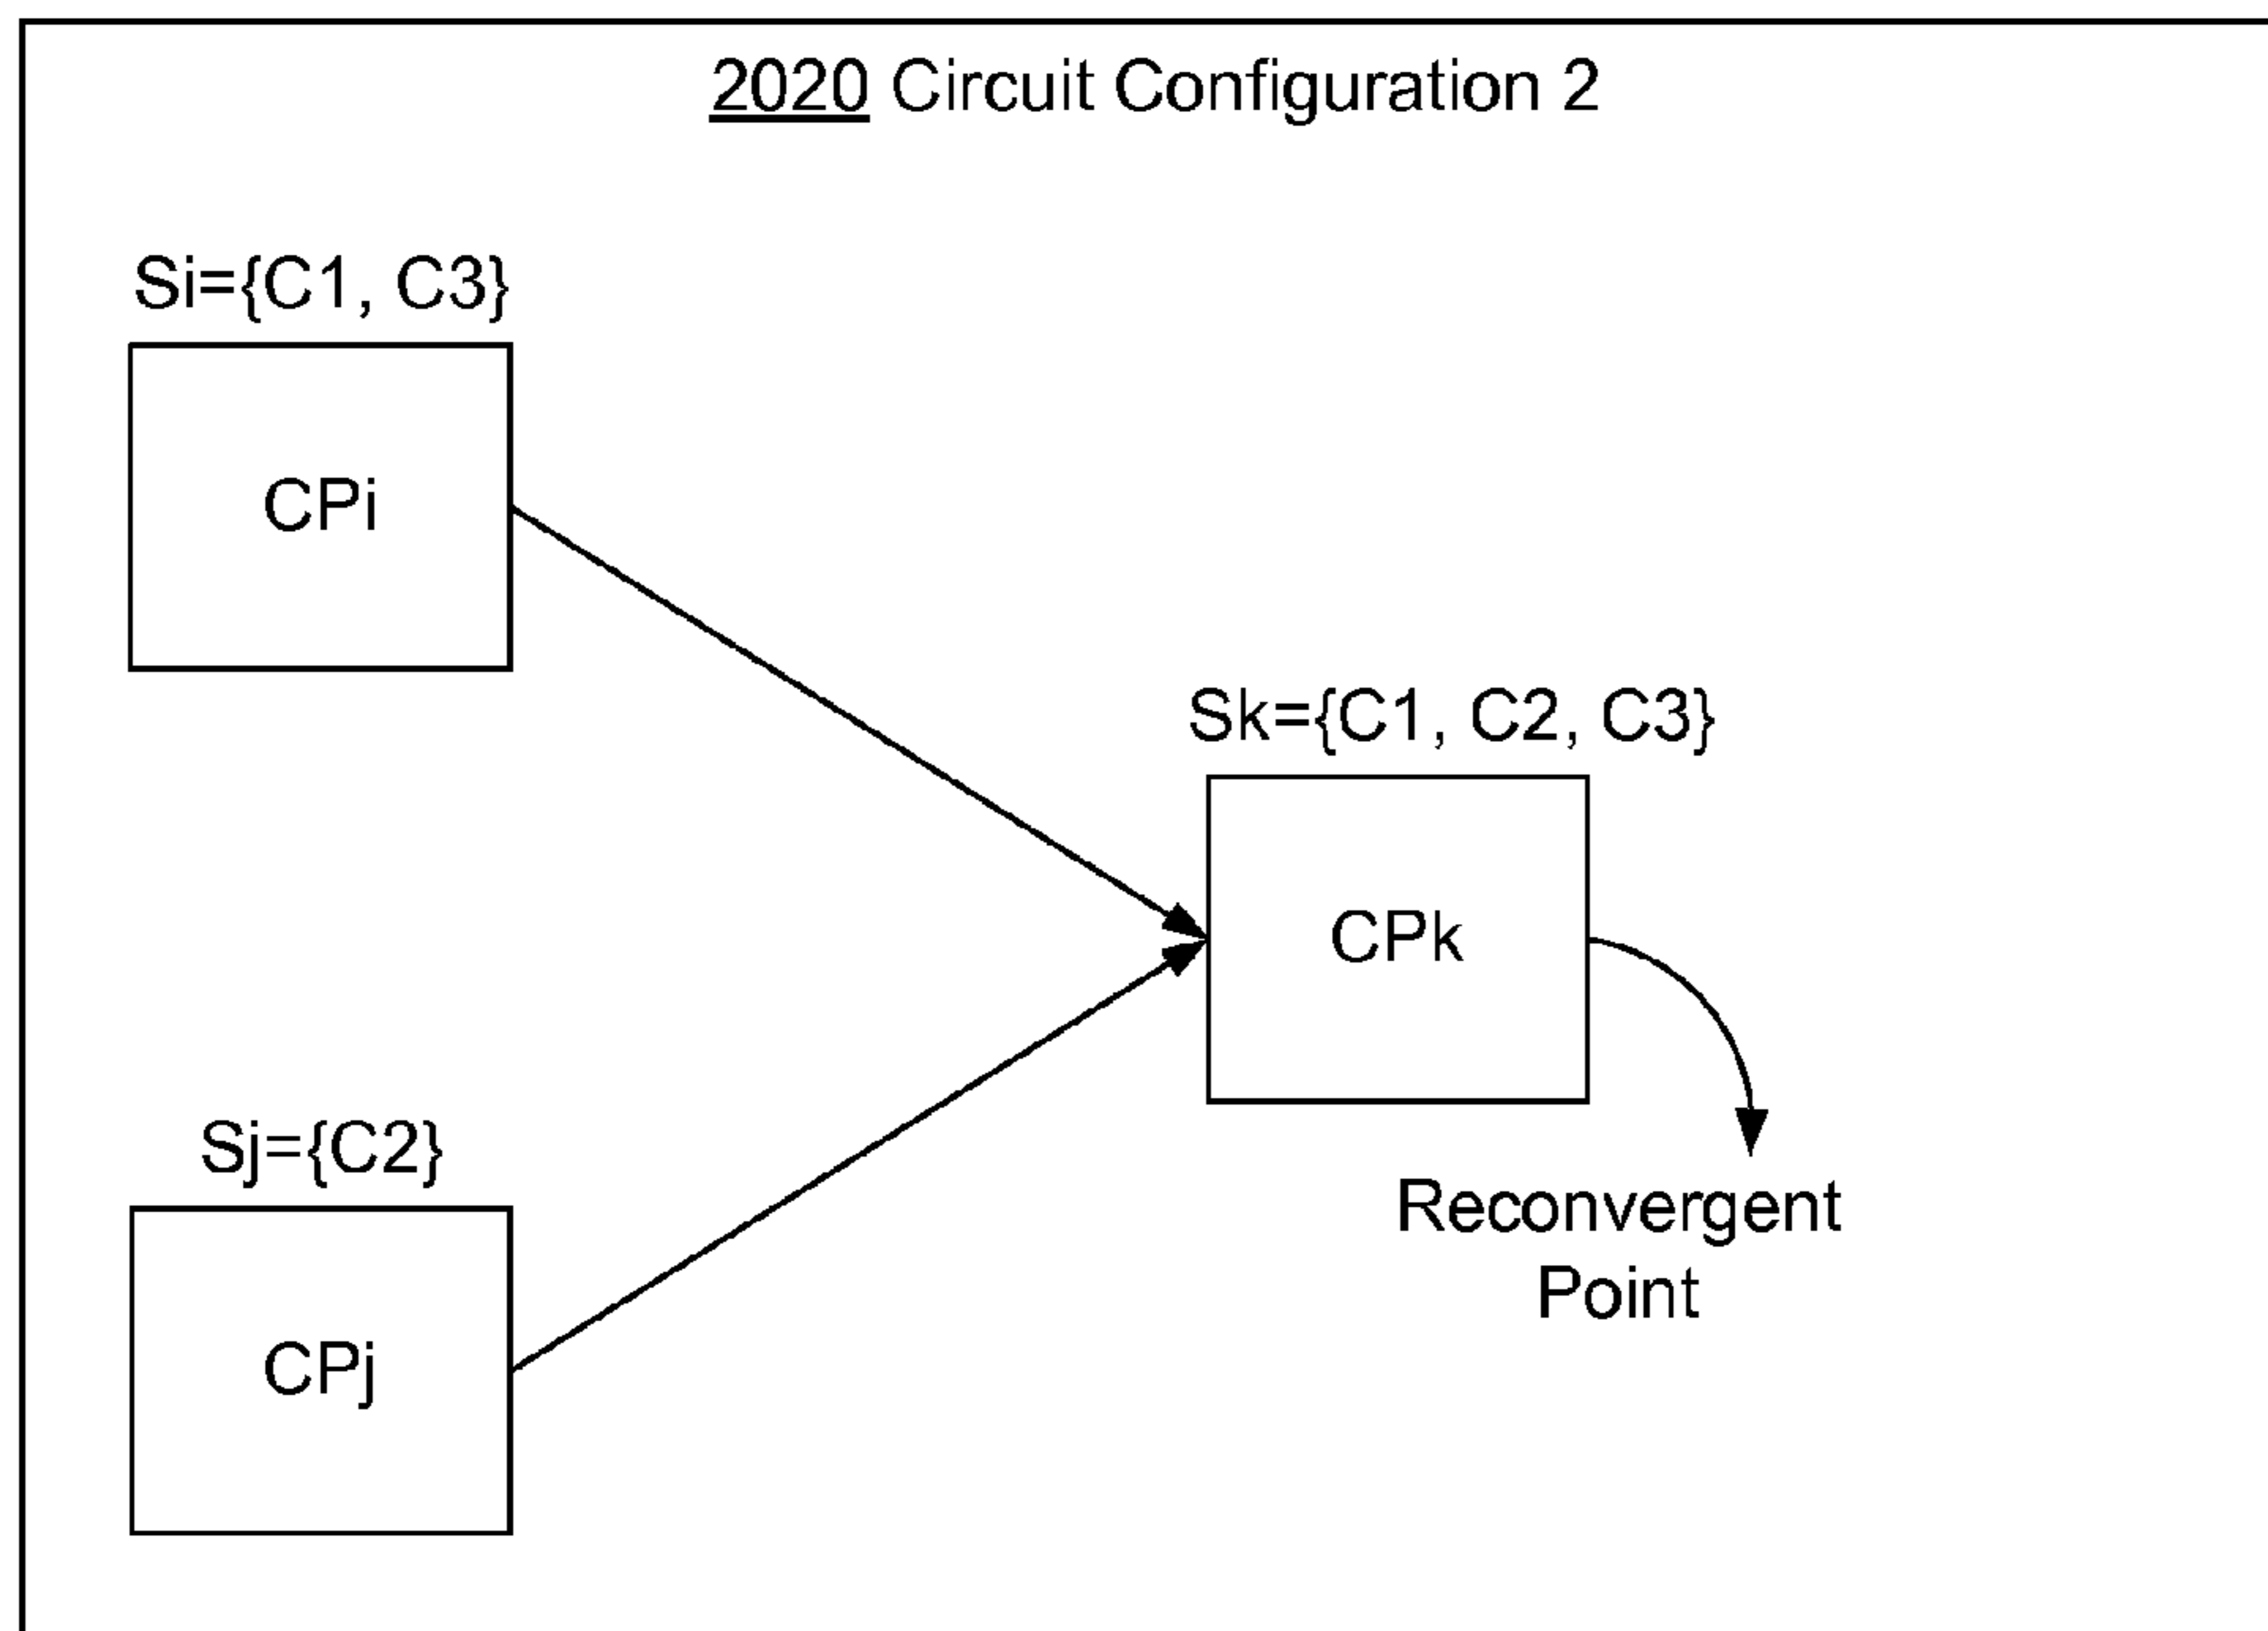 2020 Circuit Configuration 2
Si={C1, C3}
CPi
Sk={C1, C2, C3}
CPk
Sj={C2}
Reconvergent
Point
CPj